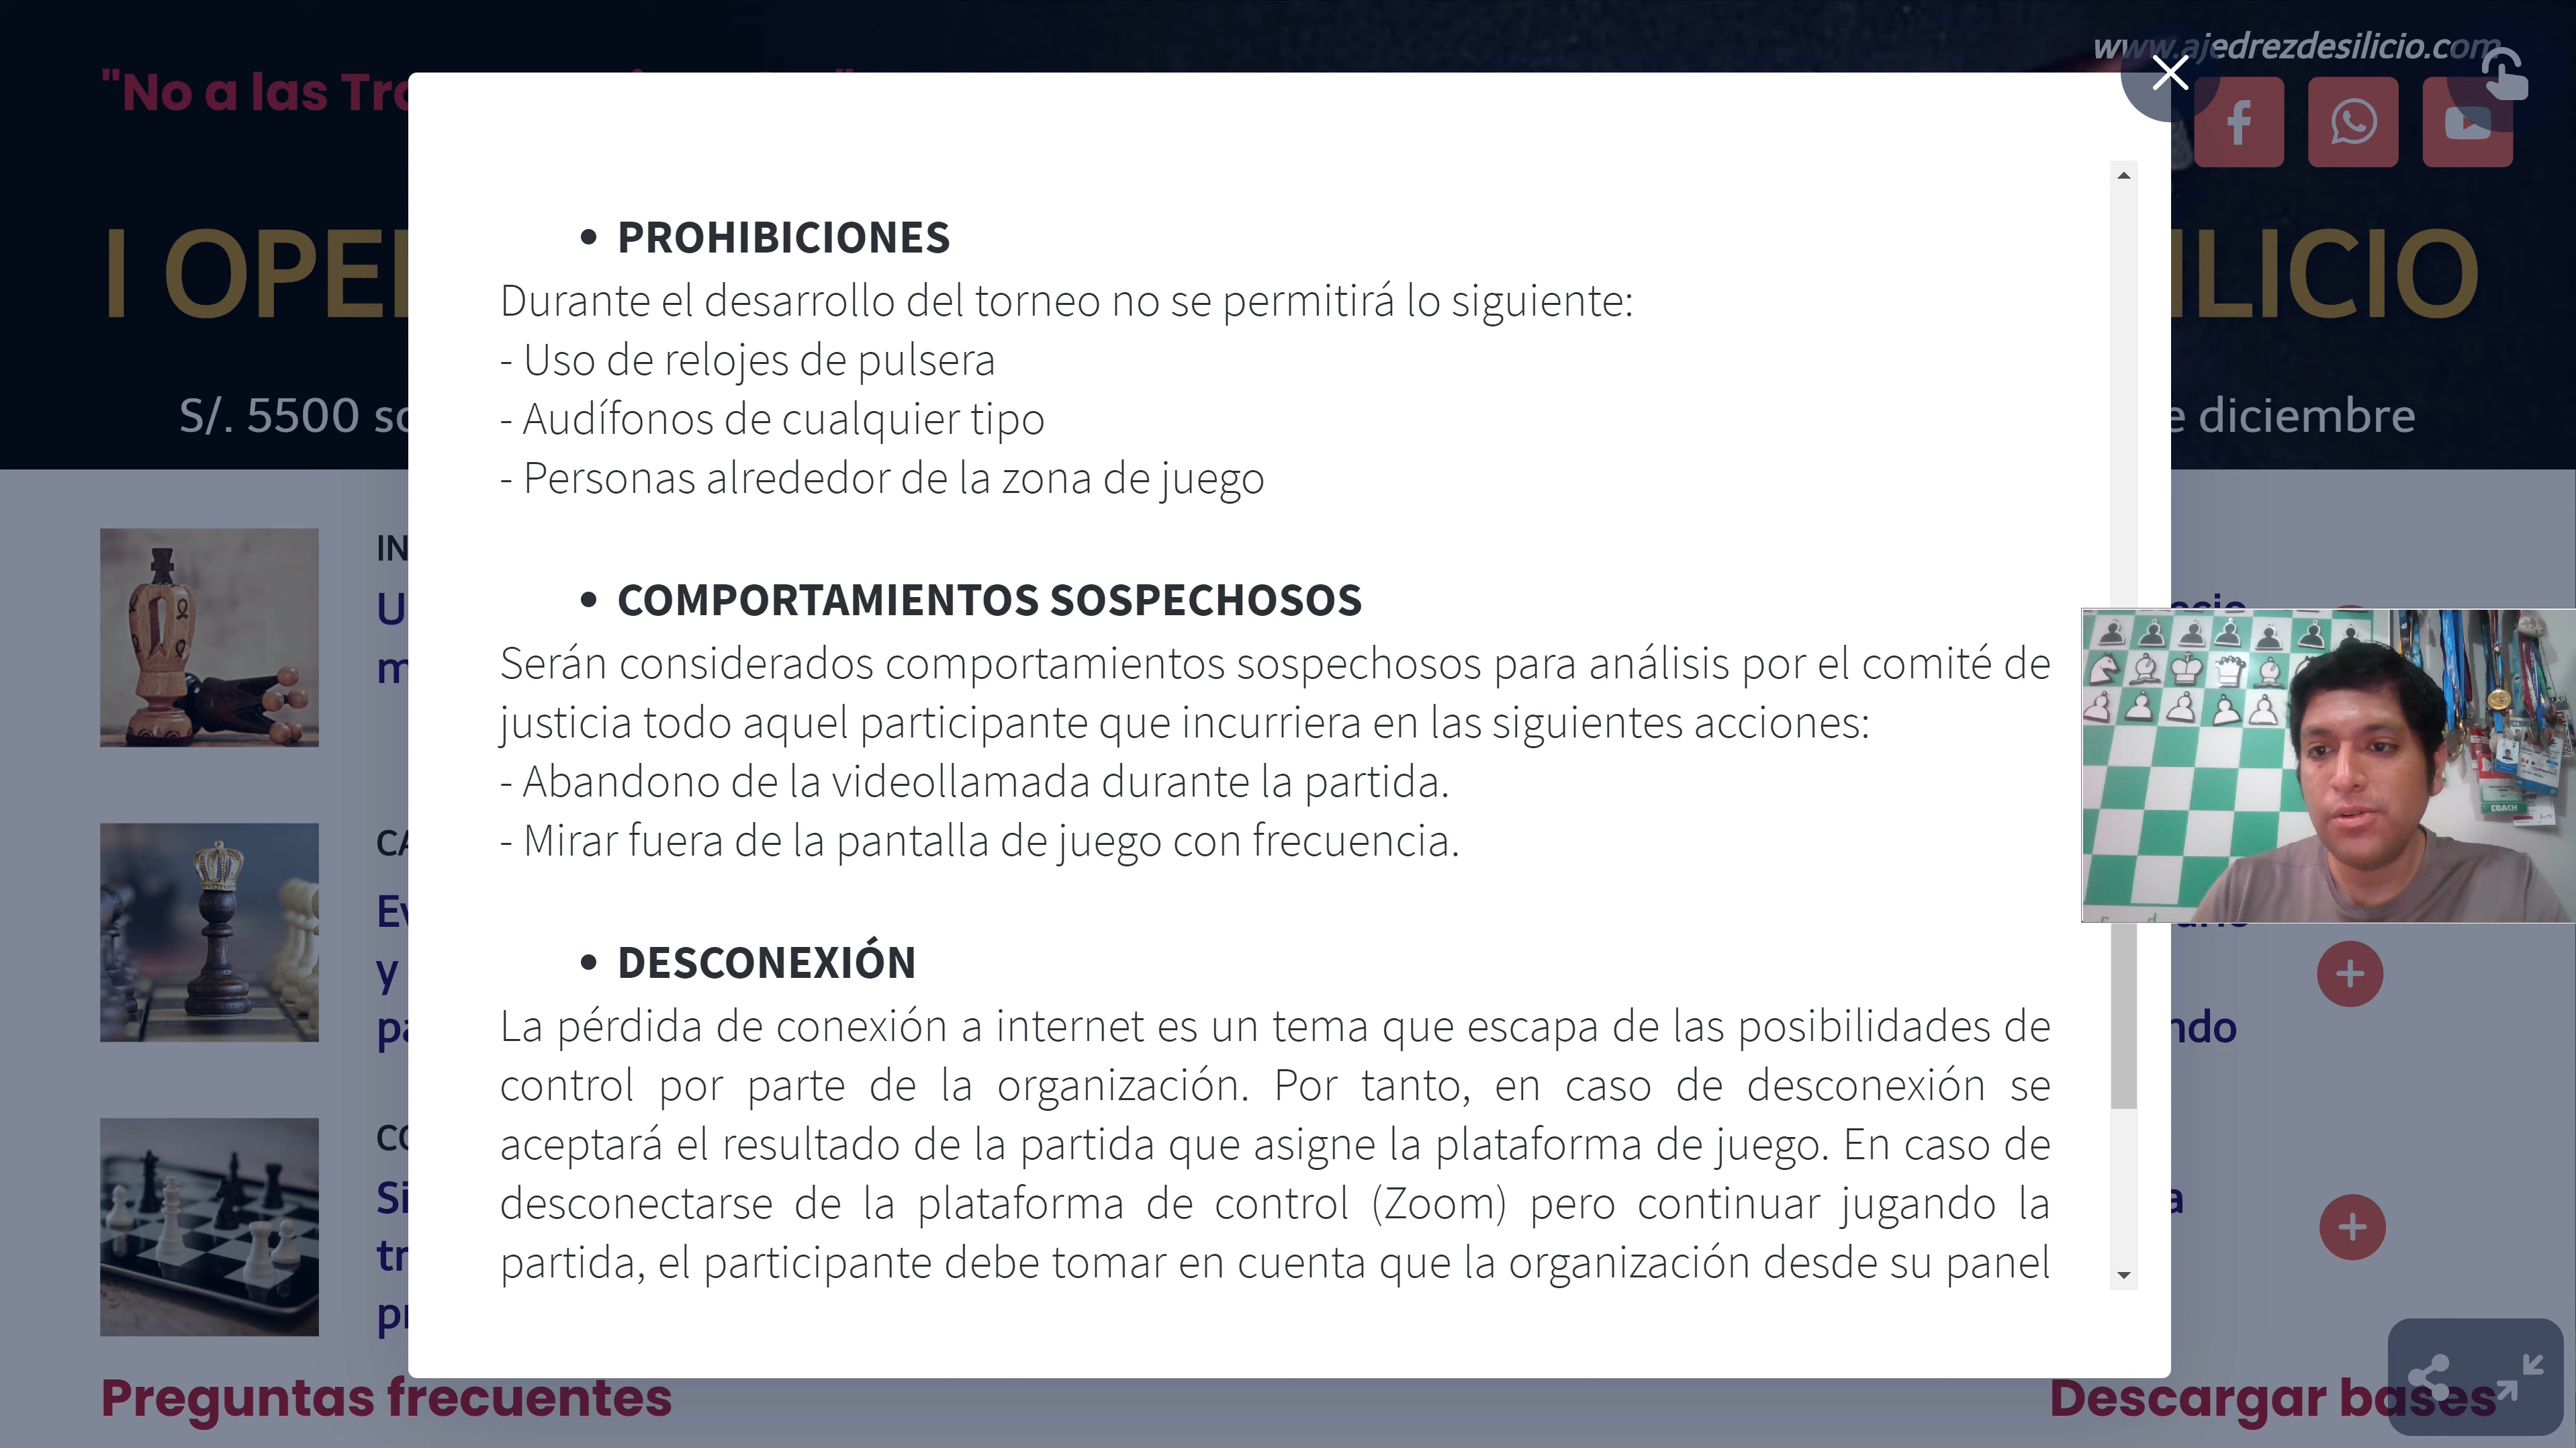 www.ajedrezdesilicio.com
"No a las
I
ILICIO
S/. 5500
diciembre
PROHIBICIONES
Durante el desarrollo del torneo no se permitirá lo siguiente:
- Uso de relojes de pulsera
- Audífonos de cualquier tipo
- Personas alrededor de la zona de juego
COMPORTAMIENTOS SOSPECHOSOS
Serán considerados comportamientos sospechosos para análisis por el comité de
justicia todo aquel participante que incurriera en las siguientes acciones:
- Abandono de la videollamada durante la partida.
- Mirar fuera de la pantalla de juego con frecuencia.
DESCONEXIÓN
La pérdida de conexión a internet es un tema que escapa de las posibilidades de
control por parte de la organización. Por tanto, en caso de desconexión se
aceptará el resultado de la partida que asigne la plataforma de juego. En caso de
desconectarse de la plataforma de control (Zoom) pero continuar jugando la
partida, el participante debe tomar en cuenta que la organización desde su panel
COACH
y
Preguntas frecuentes
Descargar bases